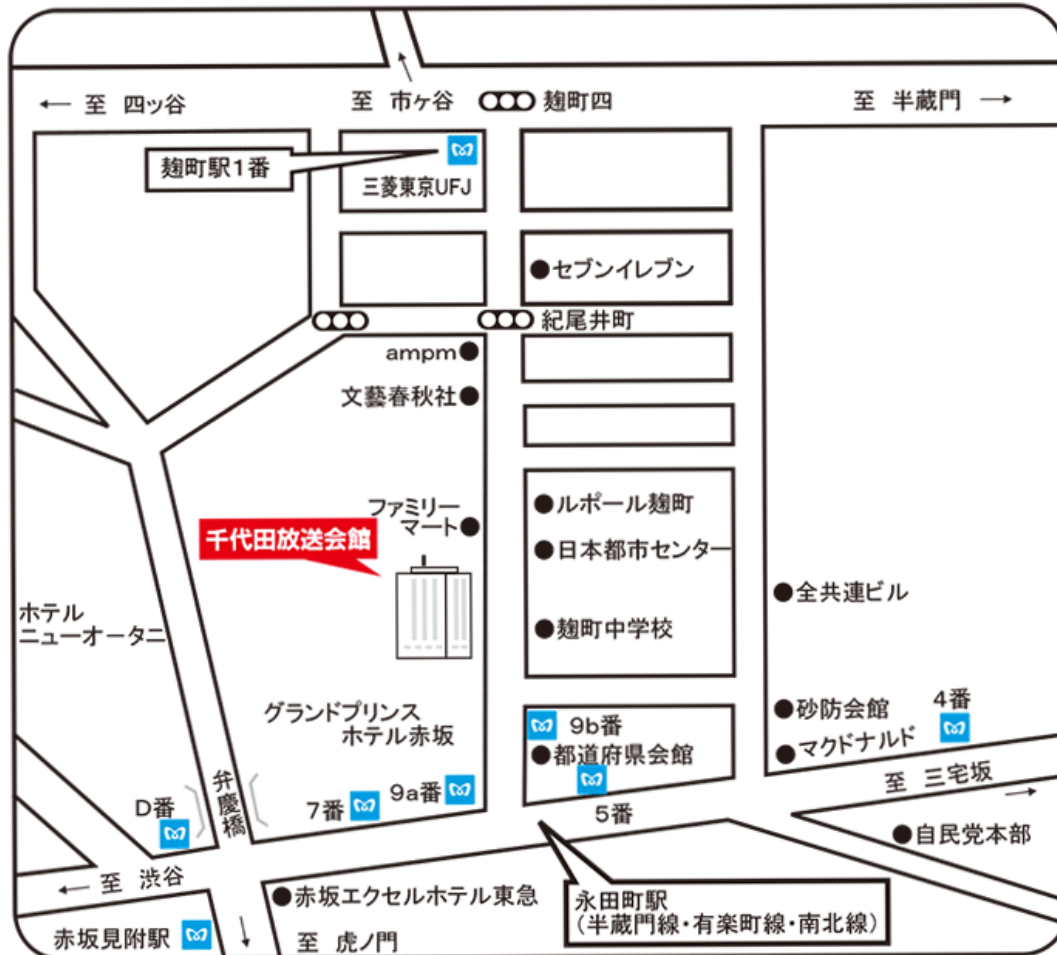 ← 至 四ッ谷
至 市ヶ谷
麹町四
至 半蔵門 →
麹町駅1番
三菱東京UFJ
セブンイレブン
紀尾井町
ampm
文藝春秋社
ファミリー
マート
千代田放送会館
ルポール麹町
日本都市センター
麹町中学校
全共連ビル
ホテル
ニューオータニ
グランドプリンス
ホテル赤坂
9b番
都道府県会館
5番
砂防会館
4番
マクドナルド
至 三宅坂
→
弁慶橋
D番
7番
9a番
自民党本部
← 至 渋谷
赤坂エクセルホテル東急
永田町駅
(半蔵門線・有楽町線・南北線)
赤坂見附駅
至 虎ノ門